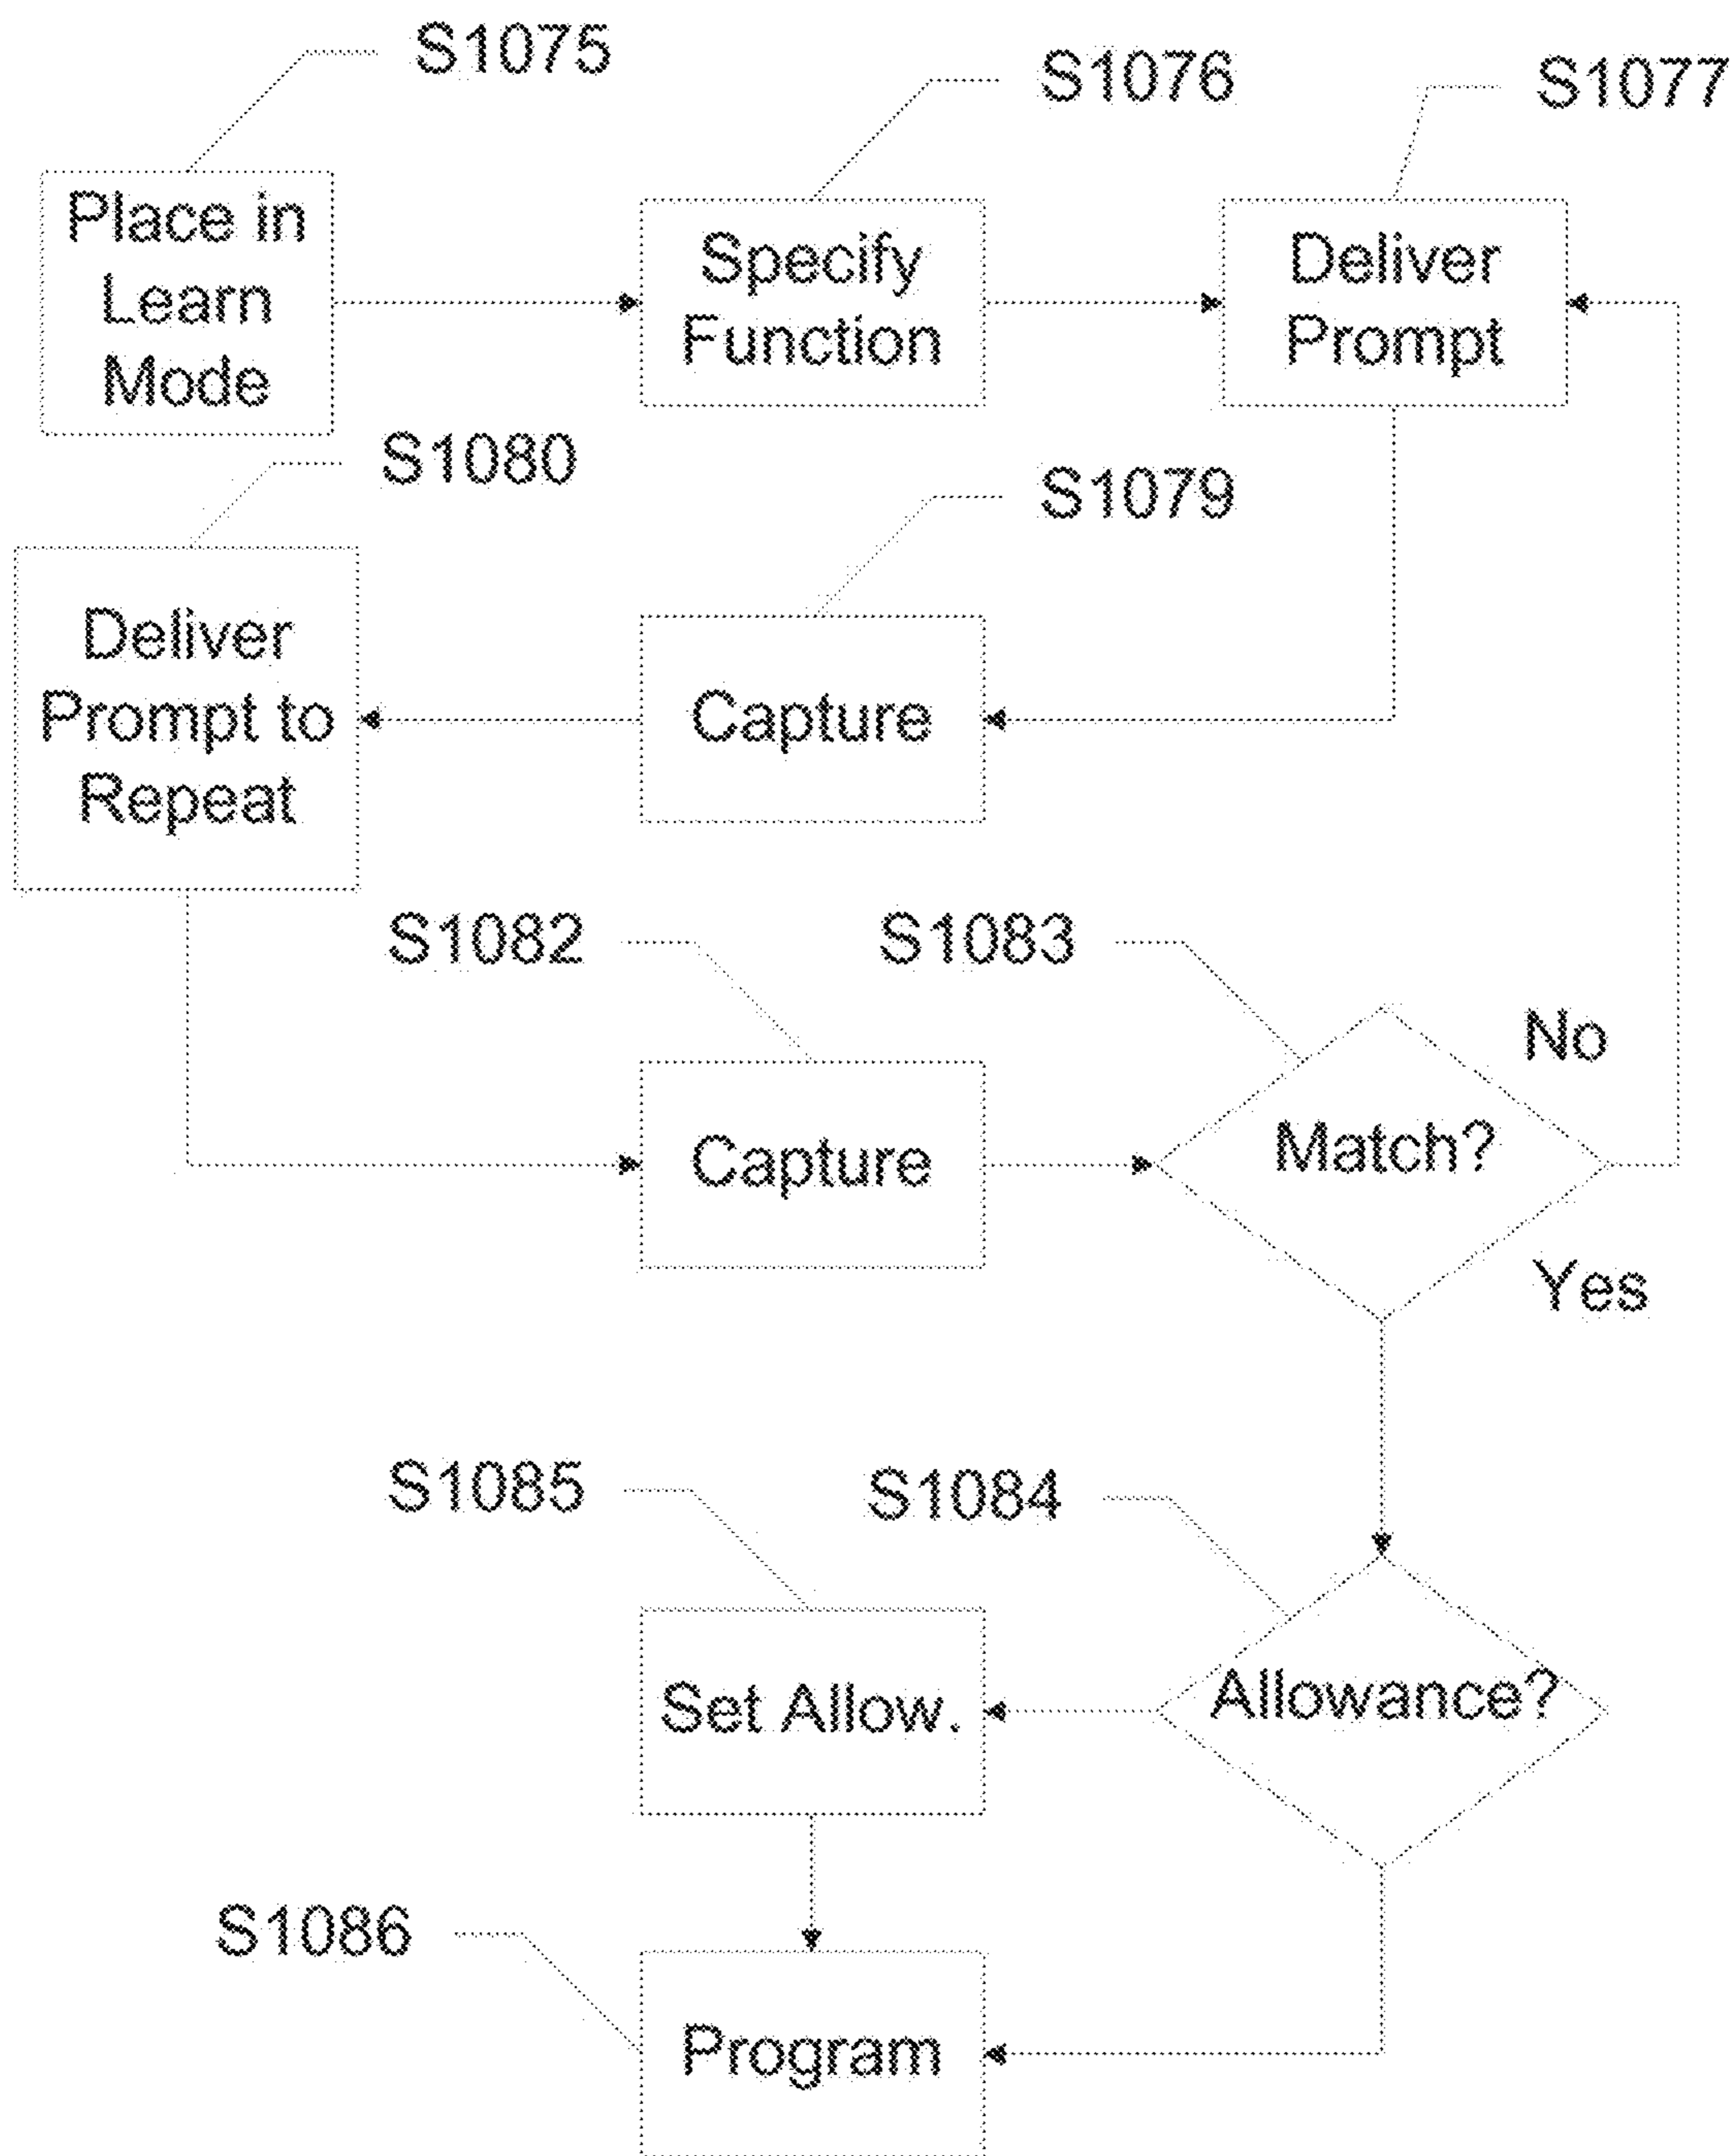 S1075
S1076
S1077
Place in
Learn
Mode
Specify
Function
Deliver
Prompt
S1080
S1079
Deliver
Prompt to
Repeat
Capture
S1082
S1083
No
Capture
Match?
Yes
S1085
S1084
Set Allow.
Allowance?
S1086
Program